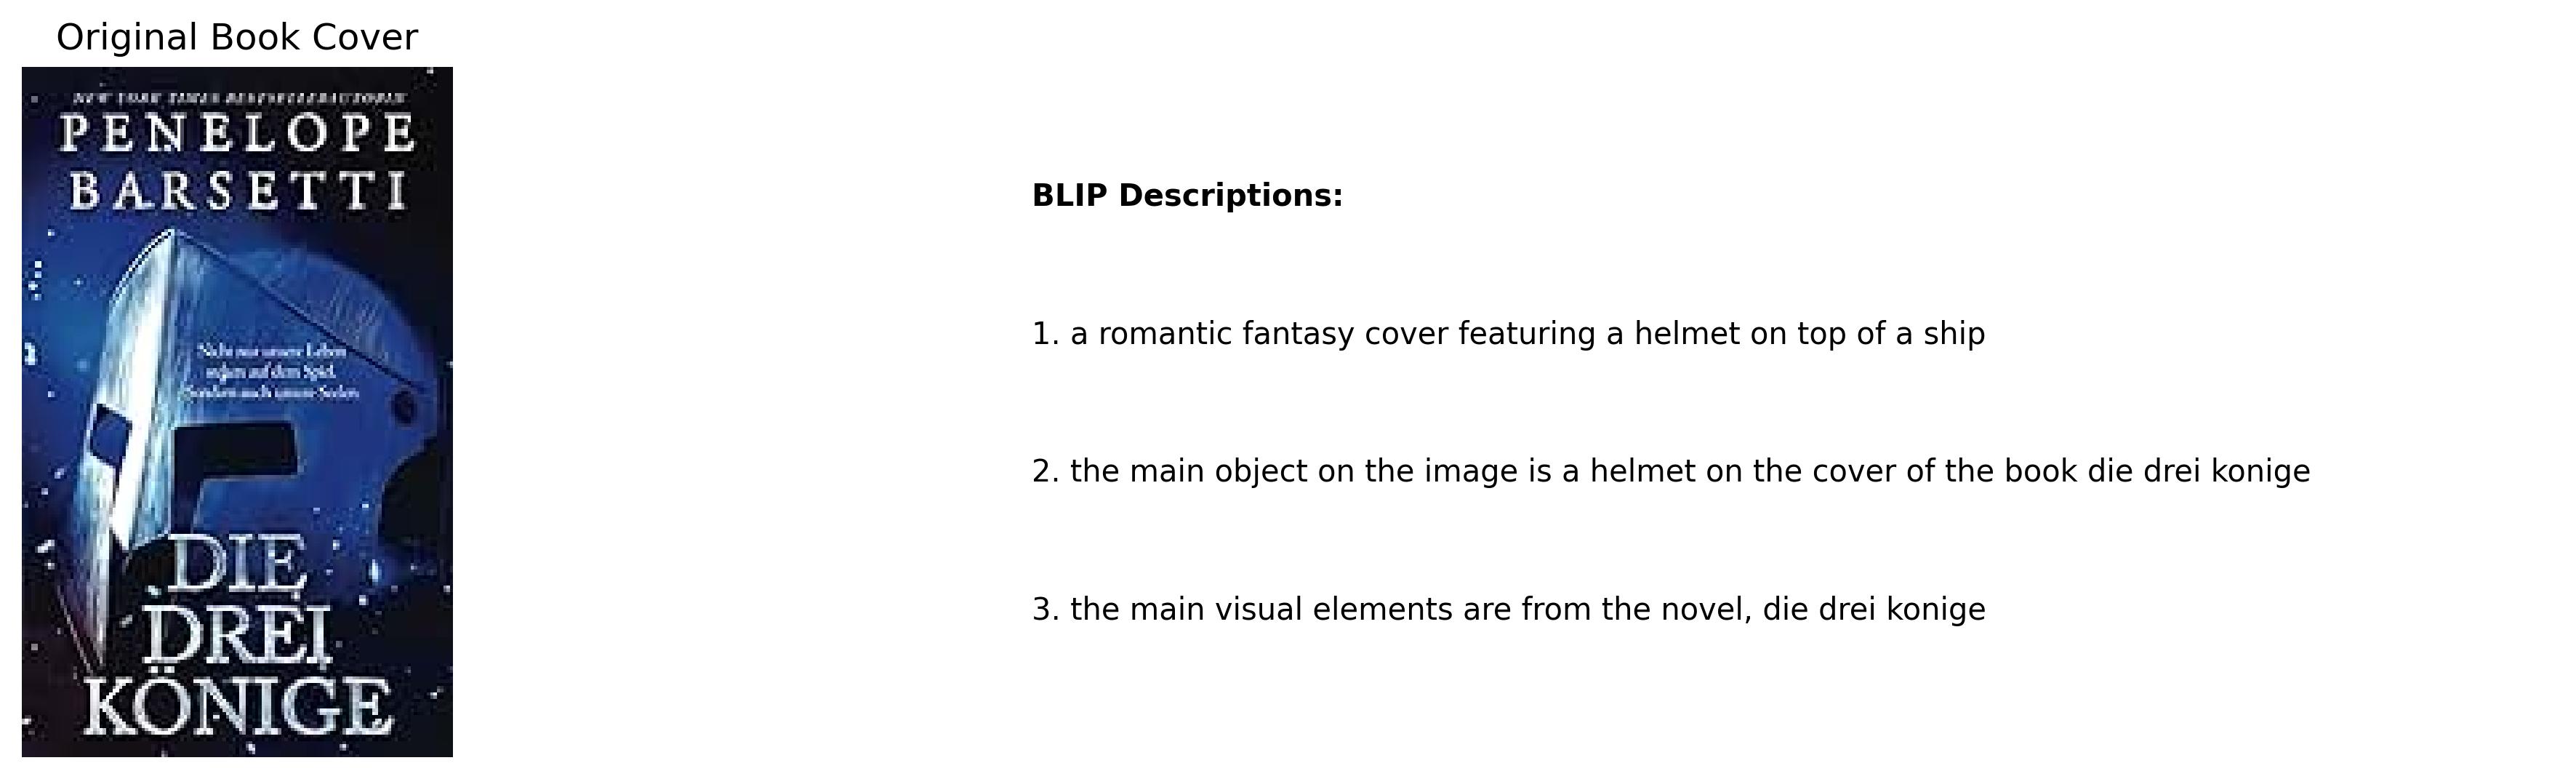 Original Book Cover
NEW YORK TIMES BESTSELLERAUTORIN
PENELOPE
BARSETTI
Nicht nur unsere Leben
stehen auf dem Spiel.
Sondern auch unsere Seelen.
DIE
DREI
KÖNIGE
BLIP Descriptions:
1. a romantic fantasy cover featuring a helmet on top of a ship
2. the main object on the image is a helmet on the cover of the book die drei konige
3. the main visual elements are from the novel, die drei konige